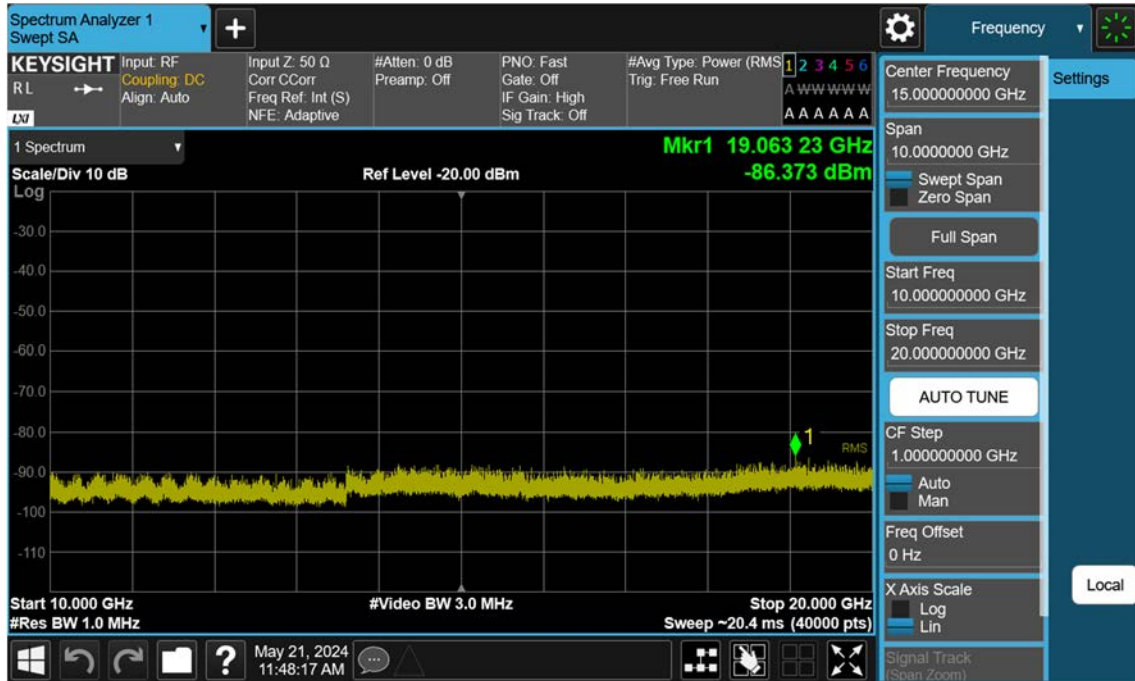 Spectrum Analyzer 1
Swept SA
Frequency
KEYSIGHT
RL
LXI
Input: RF
Coupling: DC
Align: Auto
Input Z: 50 Ω
Corr CCorr
Freq Ref: Int (S)
NFE: Adaptive
#Atten: 0 dB
Preamp: Off
PNO: Fast
Gate: Off
IF Gain: High
Sig Track: Off
#Avg Type: Power (RMS
Trig: Free Run
1 2 3 4 5 6
A W W W W W
A A A A A A
1 Spectrum
Mkr1 19.063 23 GHz
-86.373 dBm
Scale/Div 10 dB
Ref Level -20.00 dBm
Log
-30.0
-40.0
-50.0
-60.0
-70.0
-80.0
-90.0
-100
-110
1
RMS
Start 10.000 GHz
#Video BW 3.0 MHz
Stop 20.000 GHz
#Res BW 1.0 MHz
Sweep ~20.4 ms (40000 pts)
May 21, 2024
11:48:17 AM
?
Center Frequency
15.000000000 GHz
Settings
Span
10.0000000 GHz
Swept Span
Zero Span
Full Span
Start Freq
10.000000000 GHz
Stop Freq
20.000000000 GHz
AUTO TUNE
CF Step
1.000000000 GHz
Auto
Man
Freq Offset
0 Hz
X Axis Scale
Log
Lin
Local
Signal Track
(Span Zoom)